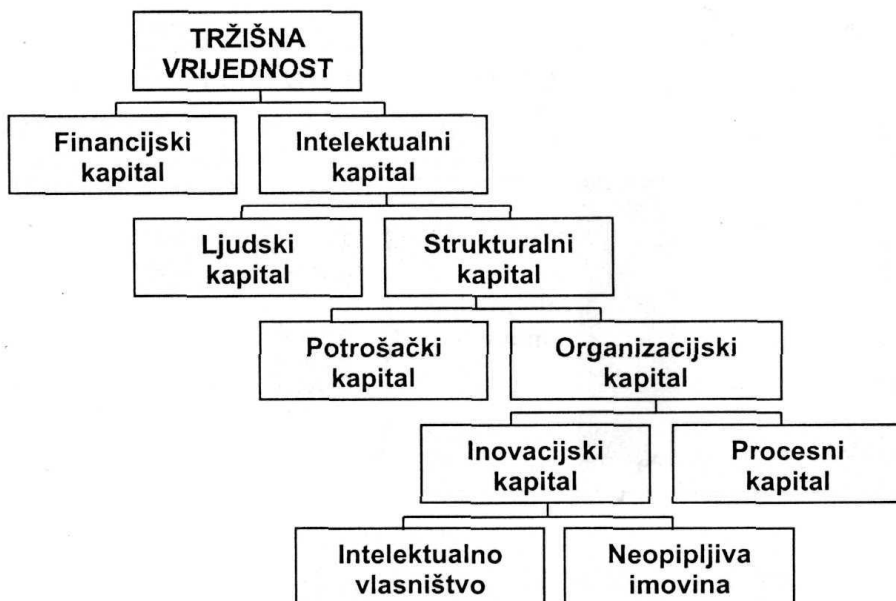 TRŽIŠNA
VRIJEDNOST
Financijski
kapital
Intelektualni
kapital
Ljudski
kapital
Strukturalni
kapital
Potrošački
kapital
Organizacijski
kapital
Inovacijski
kapital
Procesni
kapital
Intelektualno
vlasništvo
Neopipljiva
imovina